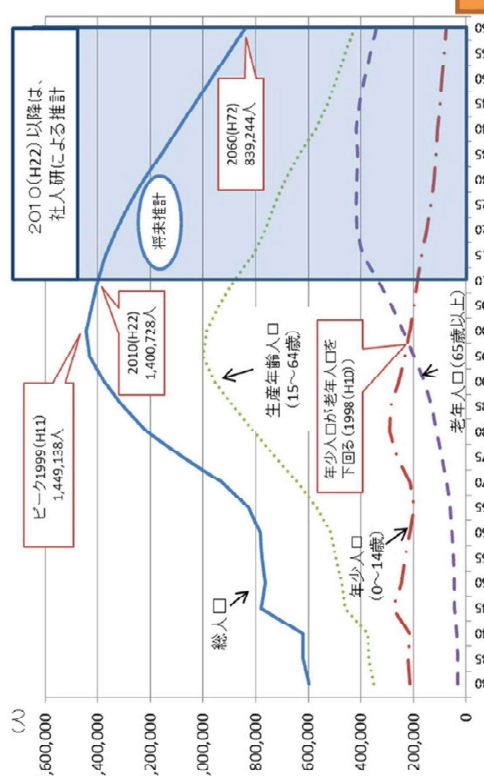 (人)
,600,000
,400,000
,200,000
,000,000
800,000
600,000
400,000
200,000
0
2010(H22)以降は、
社人研による推計
ピーク1999(H11)
1,449,138人
2010(H22)
1,400,728人
将来推計
2060(H72)
839,244人
総人口
生産年齢人口
(15～64歳)
年少人口が老年人口を
下回る(1998(H10))
年少人口
(0～14歳)
老年人口(65歳以上)